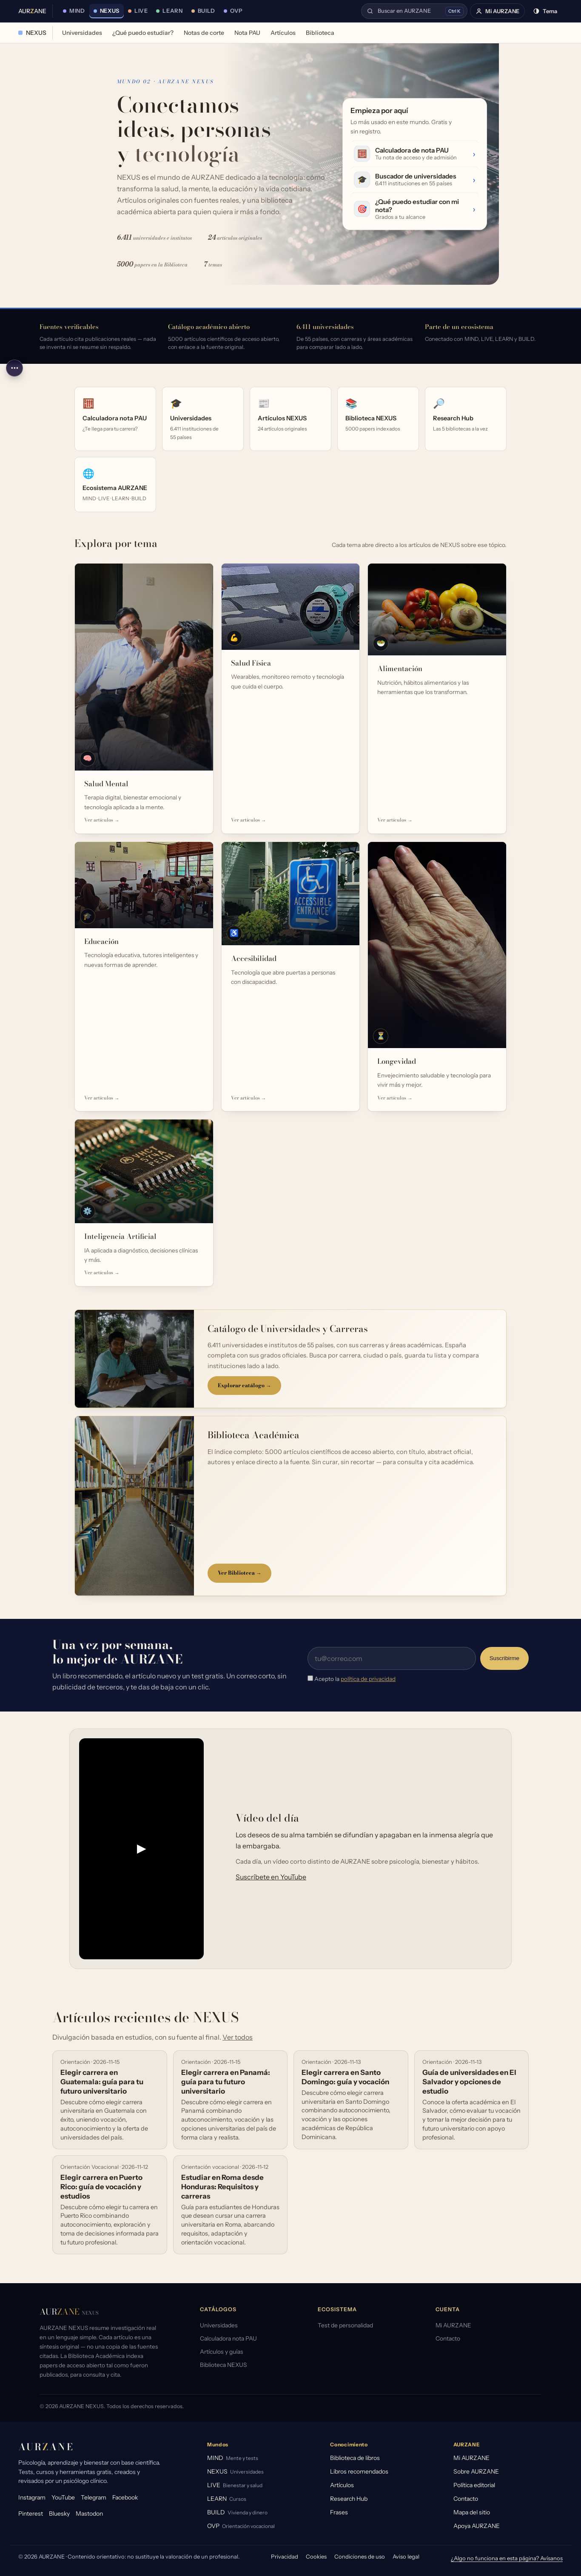 AURZANE
MIND
NEXUS
LIVE
LEARN
BUILD
OVP
Buscar en AURZANE
Ctrl K
Mi AURZANE
Tema
NEXUS
Universidades
¿Qué puedo estudiar?
Notas de corte
Nota PAU
Artículos
Biblioteca
MUNDO 02 · AURZANE NEXUS
Conectamos
ideas, personas
y tecnología
NEXUS es el mundo de AURZANE dedicado a la tecnología: cómo
transforma la salud, la mente, la educación y la vida cotidiana.
Artículos originales con fuentes reales, y una biblioteca
académica abierta para quien quiera ir más a fondo.
6.411 universidades e institutos
24 artículos originales
5000 papers en la Biblioteca
7 temas
Empieza por aquí
Lo más usado en este mundo. Gratis y
sin registro.
Calculadora de nota PAU
Tu nota de acceso y de admisión
Buscador de universidades
6411 instituciones en 55 países
¿Qué puedo estudiar con mi
nota?
Grados a tu alcance
Fuentes verificables
Cada artículo cita publicaciones reales — nada
se inventa ni se resume sin respaldo.
Catálogo académico abierto
5.000 artículos científicos de acceso abierto,
con enlace a la fuente original.
6.411 universidades
De 55 países, con carreras y áreas académicas
para comparar lado a lado.
Parte de un ecosistema
Conectado con MIND, LIVE, LEARN y BUILD.
Calculadora nota PAU
¿Te llega para tu carrera?
Universidades
6.411 instituciones de
55 países
Artículos NEXUS
24 artículos originales
Biblioteca NEXUS
5000 papers indexados
Research Hub
Las 5 bibliotecas a la vez
Ecosistema AURZANE
MIND·LIVE·LEARN·BUILD
Explora por tema
Cada tema abre directo a los artículos de NEXUS sobre ese tópico.
Salud Mental
Terapia digital, bienestar emocional y
tecnología aplicada a la mente.
Ver artículos →
Salud Física
Wearables, monitoreo remoto y tecnología
que cuida el cuerpo.
Ver artículos →
Alimentación
Nutrición, hábitos alimentarios y las
herramientas que los transforman.
Ver artículos →
Educación
Tecnología educativa, tutores inteligentes y
nuevas formas de aprender.
Ver artículos →
ACCESSIBLE
ENTRANCE
Accesibilidad
Tecnología que abre puertas a personas
con discapacidad.
Ver artículos →
Longevidad
Envejecimiento saludable y tecnología para
vivir más y mejor.
Ver artículos →
Inteligencia Artificial
IA aplicada a diagnóstico, decisiones clínicas
y más.
Ver artículos →
Catálogo de Universidades y Carreras
6.411 universidades e institutos de 55 países, con sus carreras y áreas académicas. España
completa con sus grados oficiales. Busca por carrera, ciudad o país, guarda tu lista y compara
instituciones lado a lado.
Explorar catálogo →
Biblioteca Académica
El índice completo: 5.000 artículos científicos de acceso abierto, con título, abstract oficial,
autores y enlace directo a la fuente. Sin curar, sin recortar — para consulta y cita académica.
Ver Biblioteca →
Una vez por semana,
lo mejor de AURZANE
Un libro recomendado, el artículo nuevo y un test gratis. Un correo corto, sin
publicidad de terceros, y te das de baja con un clic.
tu@correo.com
Suscribirme
Acepto la política de privacidad
Vídeo del día
Los deseos de su alma también se difundían y apagaban en la inmensa alegría que
la embargaba.
Cada día, un vídeo corto distinto de AURZANE sobre psicología, bienestar y hábitos.
Suscríbete en YouTube
Artículos recientes de NEXUS
Divulgación basada en estudios, con su fuente al final. Ver todos
Orientación · 2026-11-15
Elegir carrera en
Guatemala: guía para tu
futuro universitario
Descubre cómo elegir carrera
universitaria en Guatemala con
éxito, uniendo vocación,
autoconocimiento y la oferta de
universidades del país.
Orientación · 2026-11-15
Elegir carrera en Panamá:
guía para tu futuro
universitario
Descubre cómo elegir carrera en
Panamá combinando
autoconocimiento, vocación y las
opciones universitarias del país de
forma clara y realista.
Orientación · 2026-11-13
Elegir carrera en Santo
Domingo: guía y vocación
Descubre cómo elegir carrera
universitaria en Santo Domingo
combinando autoconocimiento,
vocación y las opciones
académicas de República
Dominicana.
Orientación · 2026-11-13
Guía de universidades en El
Salvador y opciones de
estudio
Conoce la oferta académica en El
Salvador, cómo evaluar tu vocación
y tomar la mejor decisión para tu
futuro universitario con apoyo
profesional.
Orientación Vocacional · 2026-11-12
Elegir carrera en Puerto
Rico: guía de vocación y
estudios
Descubre cómo elegir tu carrera en
Puerto Rico combinando
autoconocimiento, exploración y
toma de decisiones informada para
tu futuro profesional.
Orientación vocacional · 2026-11-12
Estudiar en Roma desde
Honduras: Requisitos y
carreras
Guía para estudiantes de Honduras
que desean cursar una carrera
universitaria en Roma, abarcando
requisitos, adaptación y
orientación vocacional.
AURZANE NEXUS
AURZANE NEXUS resume investigación real
en un lenguaje simple. Cada artículo es una
síntesis original — no una copia de las fuentes
citadas. La Biblioteca Académica indexa
papers de acceso abierto tal como fueron
publicados, para consulta y cita.
CATÁLOGOS
Universidades
Calculadora nota PAU
Artículos y guías
Biblioteca NEXUS
ECOSISTEMA
Test de personalidad
CUENTA
Mi AURZANE
Contacto
© 2026 AURZANE NEXUS. Todos los derechos reservados.
AURZANE
Psicología, aprendizaje y bienestar con base científica.
Tests, cursos y herramientas gratis, creados y
revisados por un psicólogo clínico.
Instagram YouTube Telegram Facebook
Pinterest Bluesky Mastodon
Mundos
MIND Mente y tests
NEXUS Universidades
LIVE Bienestar y salud
LEARN Cursos
BUILD Vivienda y dinero
OVP Orientación vocacional
Conocimiento
Biblioteca de libros
Libros recomendados
Artículos
Research Hub
Frases
AURZANE
Mi AURZANE
Sobre AURZANE
Política editorial
Contacto
Mapa del sitio
Apoya AURZANE
© 2026 AURZANE · Contenido orientativo: no sustituye la valoración de un profesional.
Privacidad
Cookies
Condiciones de uso
Aviso legal
¿Algo no funciona en esta página? Avísanos